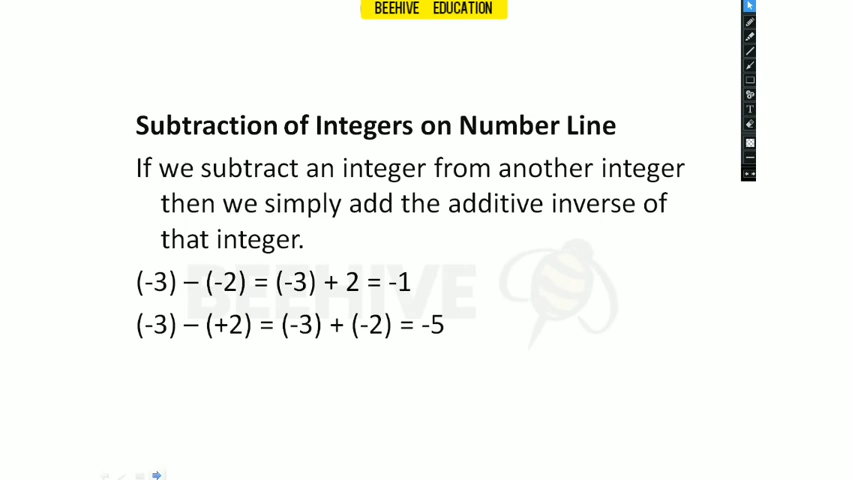 BEEHIVE EDUCATION
Subtraction of Integers on Number Line
If we subtract an integer from another integer
then we simply add the additive inverse of
that integer.
(-3) – (-2) = (-3) + 2 = -1
(-3) – (+2) = (-3) + (-2) = -5
BEEHIVE